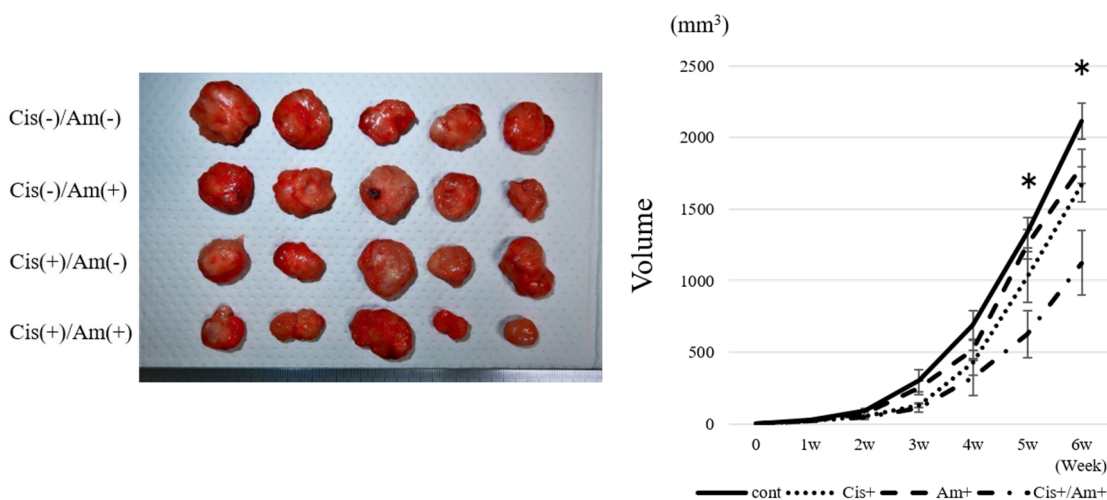 Cis(-)/Am(-)
Cis(-)/Am(+)
Cis(+)/Am(-)
Cis(+)/Am(+)
(mm³)
Volume
2500
2000
1500
1000
500
0
*
*
0 1w 2w 3w 4w 5w 6w
(Week)
cont Cis+ Am+ Cis+/Am+